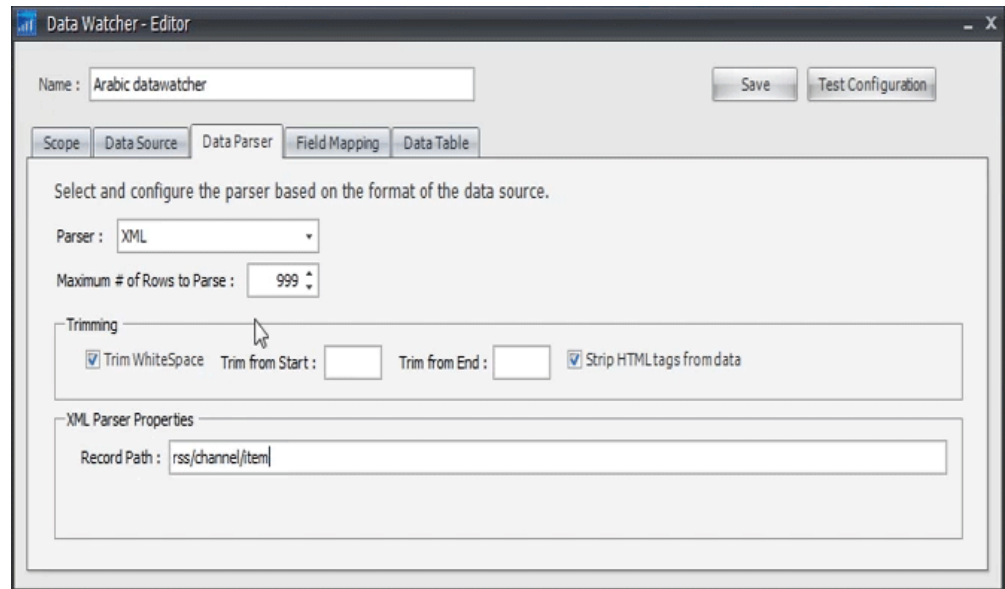 Data Watcher - Editor
Name : Arabic datawatcher Save Test Configuration
Scope Data Source Data Parser Field Mapping Data Table
Select and configure the parser based on the format of the data source.
Parser : XML
Maximum # of Rows to Parse : 999
Trimming
Trim WhiteSpace Trim from Start : Trim from End : Strip HTML tags from data
XML Parser Properties
Record Path : rss/channel/item